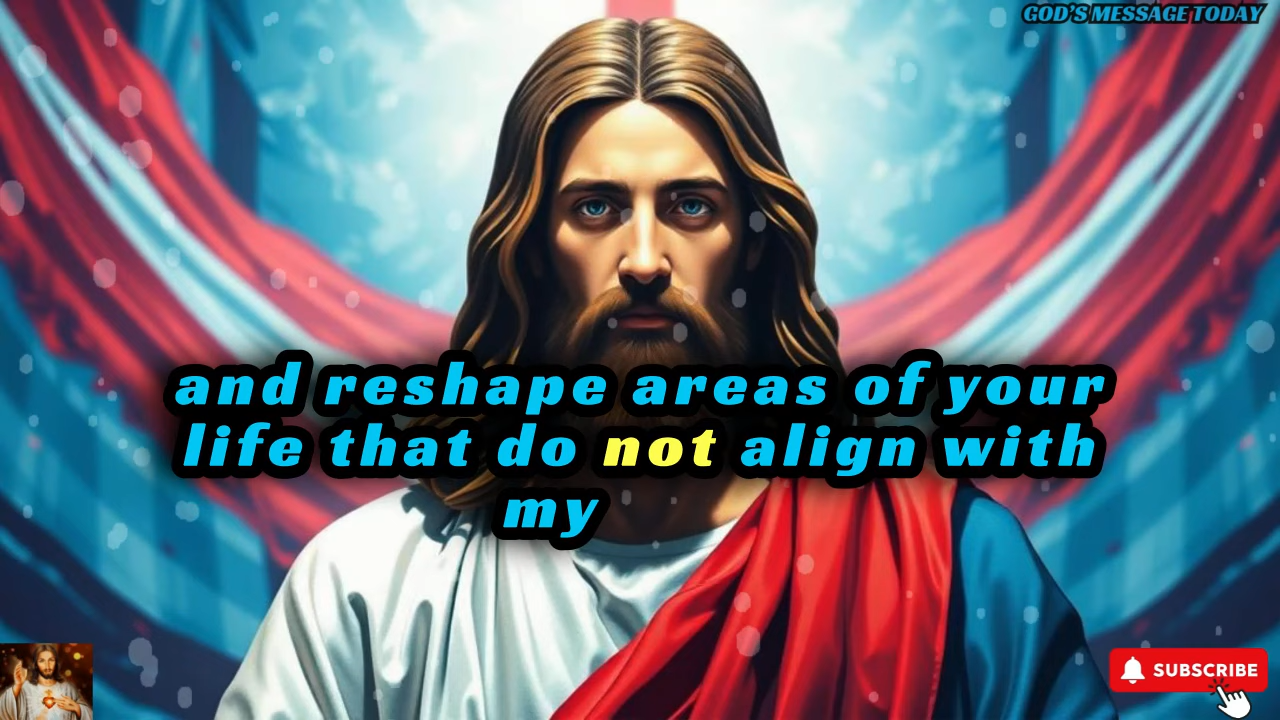 GOD'S MESSAGE TODAY
and reshape areas of your
life that do not align with
my
SUBSCRIBE